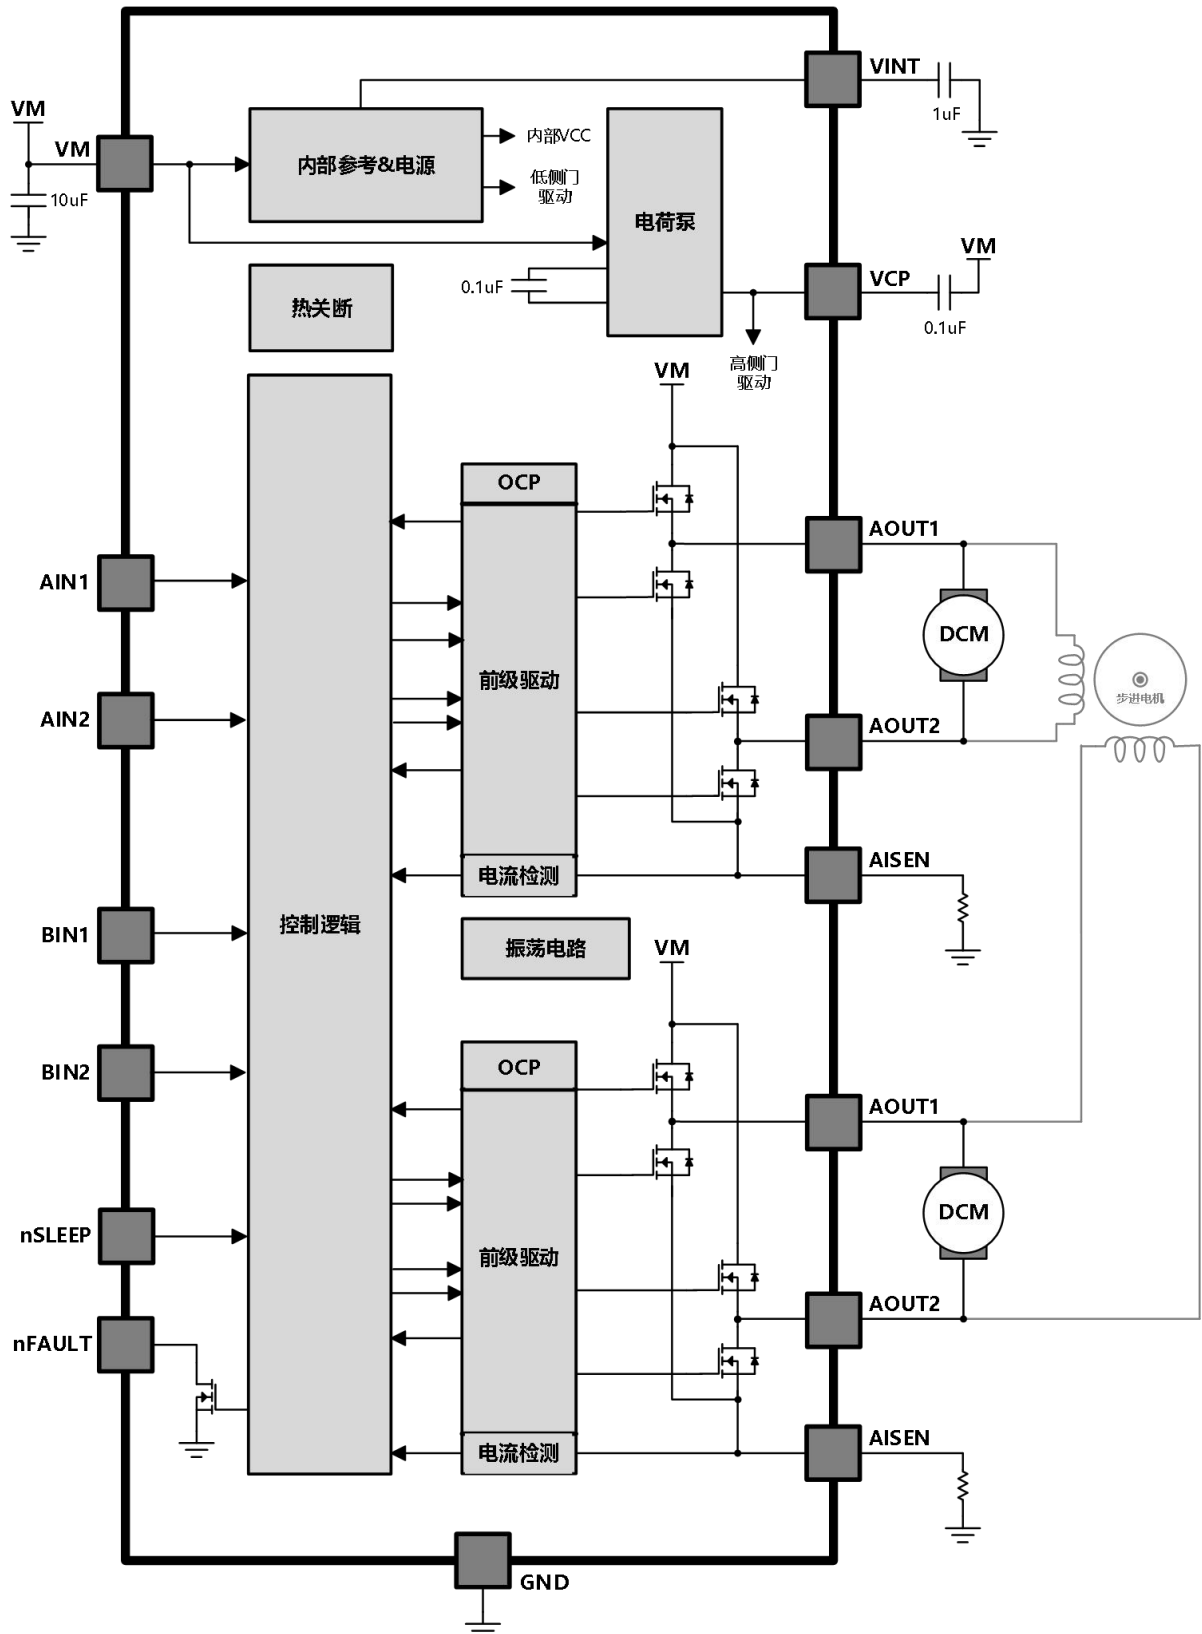 VINT
1uF
VM
VM
10uF
内部参考&电源
内部VCC
低侧门
驱动
电荷泵
VM
VCP
0.1uF
0.1uF
热关断
高侧门
驱动
VM
OCP
AOUT1
AIN1
DCM
前级驱动
步进电机
AIN2
AOUT2
AISEN
电流检测
控制逻辑
BIN1
振荡电路
VM
OCP
BIN2
AOUT1
DCM
nSLEEP
前级驱动
AOUT2
nFAULT
AISEN
电流检测
GND